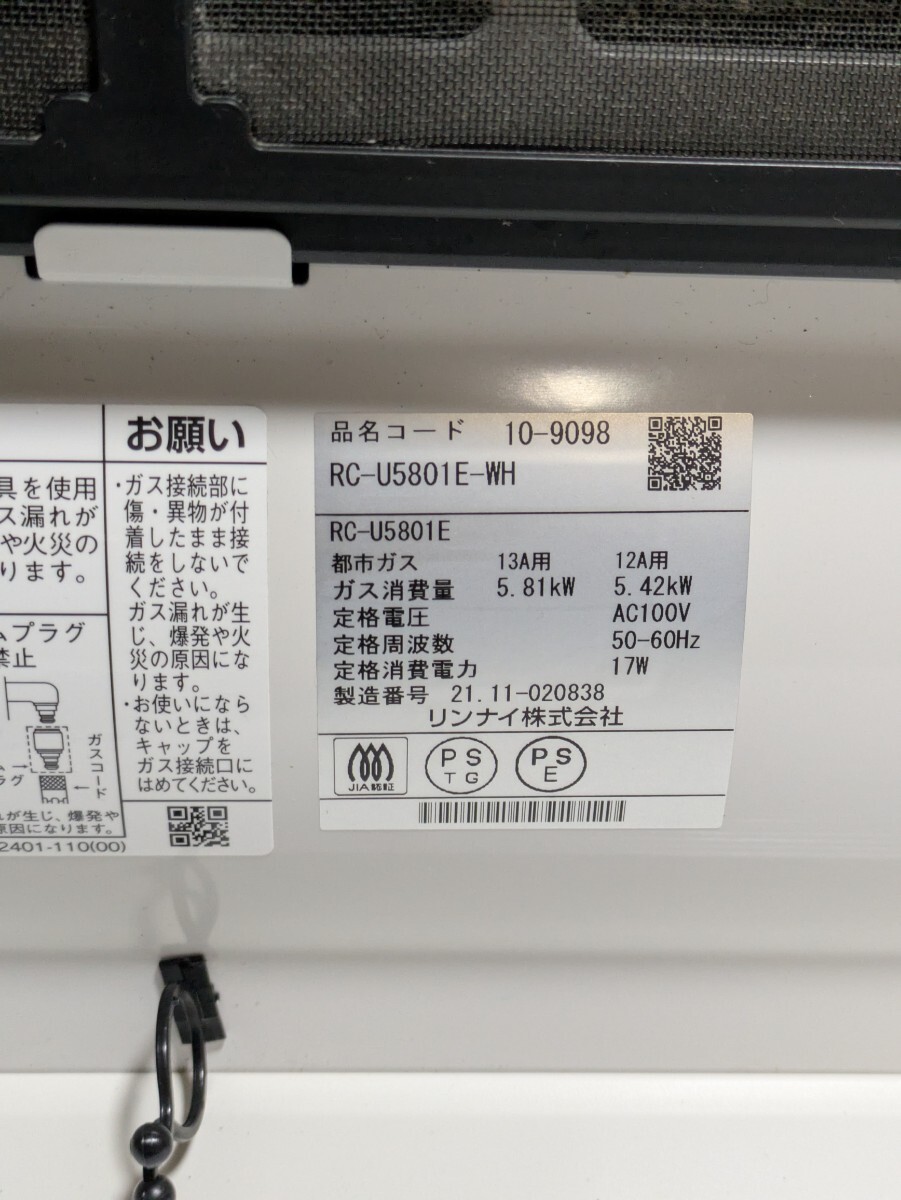 具を使用
ス漏れが
や火災の
ります。
ムプラグ
禁止
ガスコード
ラグ
れが生じ、爆発や
原因になります。
2401-110(00)
お願い
・ガス接続部に
傷・異物が付
着したまま接
続をしないで
ください。
ガス漏れが生
じ、爆発や火
災の原因にな
ります。
・お使いになら
ないときは、
キャップを
ガス接続口に
はめてください。
品名コード 10-9098
RC-U5801E-WH
RC-U5801E
都市ガス 13A用 12A用
ガス消費量 5.81kW 5.42kW
定格電圧 AC100V
定格周波数 50-60Hz
定格消費電力 17W
製造番号 21.11-020838
リンナイ株式会社
JIA認証
PS
TG
PS
E